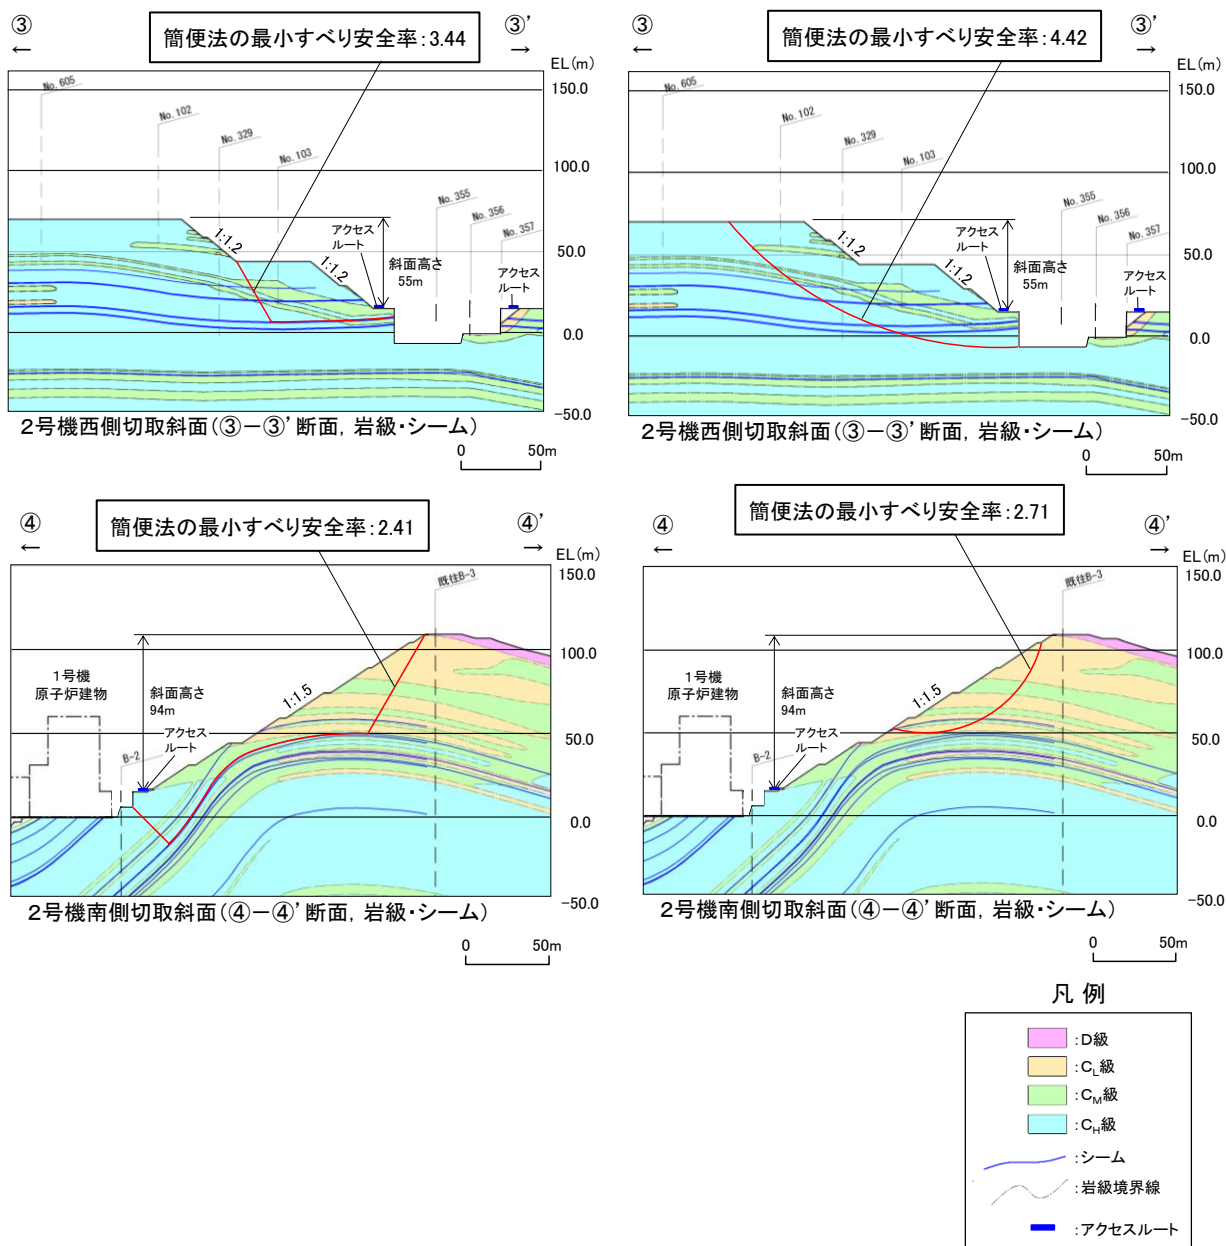 ③
←
簡便法の最小すべり安全率:3.44
③’
→
EL(m)
150.0
100.0
50.0
0.0
-50.0
No.605
No.102
No.329
No.103
No.355
No.356
No.357
1:1.2
1:1.2
アクセス
ルート
斜面高さ
55m
アクセス
ルート
2号機西側切取斜面(③-③’断面, 岩級・シーム)
0 50m
③
←
簡便法の最小すべり安全率:4.42
③’
→
EL(m)
150.0
100.0
50.0
0.0
-50.0
No.605
No.102
No.329
No.103
No.355
No.356
No.357
1:1.2
1:1.2
アクセス
ルート
斜面高さ
55m
アクセス
ルート
2号機西側切取斜面(③-③’断面, 岩級・シーム)
0 50m
④
←
簡便法の最小すべり安全率:2.41
④’
→
EL(m)
150.0
100.0
50.0
0.0
-50.0
既往B-3
1号機
原子炉建物
斜面高さ
94m
1:1.5
アクセス
ルート
B-2
2号機南側切取斜面(④-④’断面, 岩級・シーム)
0 50m
④
←
簡便法の最小すべり安全率:2.71
④’
→
EL(m)
150.0
100.0
50.0
0.0
-50.0
既往B-3
1号機
原子炉建物
斜面高さ
94m
1:1.5
アクセス
ルート
B-2
2号機南側切取斜面(④-④’断面, 岩級・シーム)
0 50m
凡 例
:D級
:CL級
:CM級
:CH級
:シーム
:岩級境界線
:アクセスルート